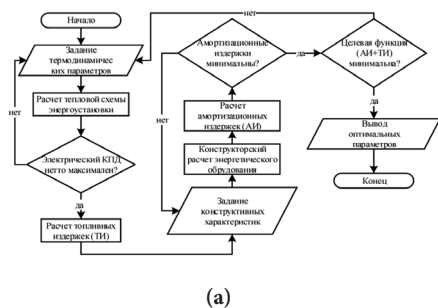 Начало
Задание
термодинамичес
ких параметров
нет
Расчет тепловой схемы
энергоустановки
Электрический КПД
нетто максимален?
да
Расчет топливных
издержек (ТИ)
нет
Амортизационные
издержки
минимальны?
да
нет
Расчет
амортизационных
издержек (АИ)
Конструкторский
расчет энергетического
обрудования
Задание
конструктивных
характеристик
Целевая функция
(АИ+ТИ)
минимальна?
да
Вывод
оптимальных
параметров
Конец
(a)